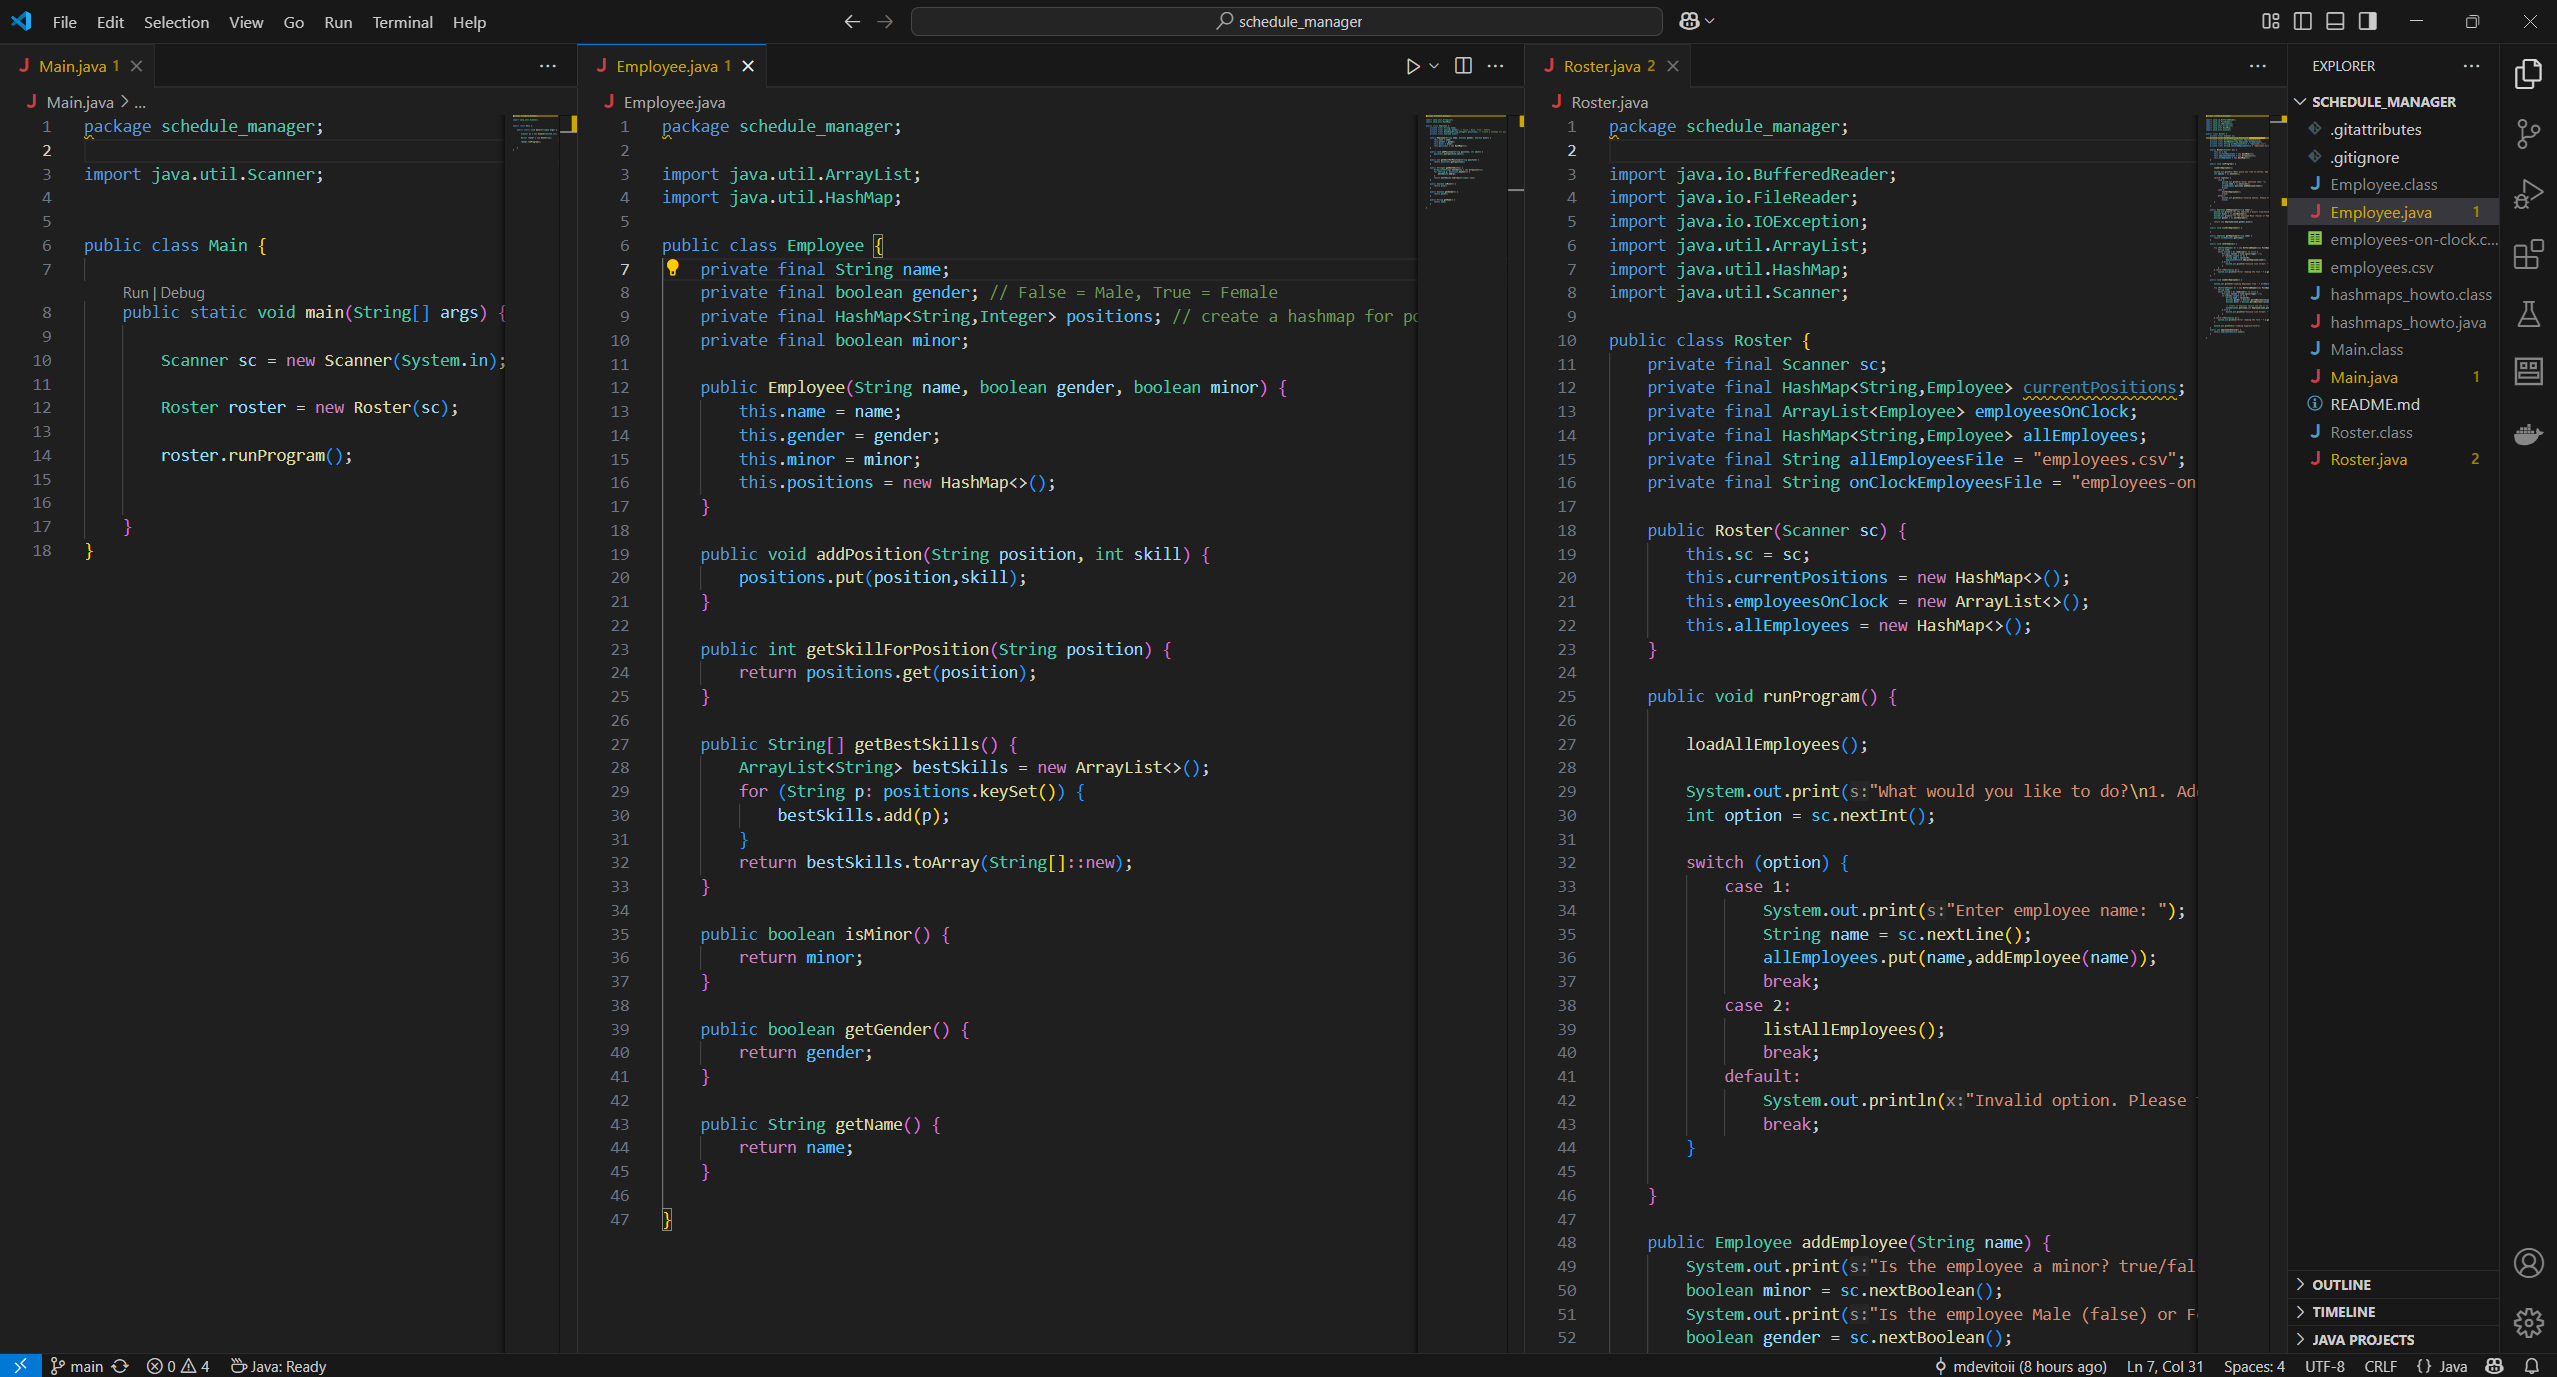 File Edit Selection View Go Run Terminal Help
schedule_manager
Main.java 1
Main.java > ...
1 package schedule_manager;
2
3 import java.util.Scanner;
4
5
6 public class Main {
7
Run | Debug
8 public static void main(String[] args) {
9
10 Scanner sc = new Scanner(System.in);
11
12 Roster roster = new Roster(sc);
13
14 roster.runProgram();
15
16
17 }
18 }
Employee.java 1
Employee.java
1 package schedule_manager;
2
3 import java.util.ArrayList;
4 import java.util.HashMap;
5
6 public class Employee {
7 private final String name;
8 private final boolean gender; // False = Male, True = Female
9 private final HashMap<String,Integer> positions; // create a hashmap for po
10 private final boolean minor;
11
12 public Employee(String name, boolean gender, boolean minor) {
13 this.name = name;
14 this.gender = gender;
15 this.minor = minor;
16 this.positions = new HashMap<>();
17 }
18
19 public void addPosition(String position, int skill) {
20 positions.put(position,skill);
21 }
22
23 public int getSkillForPosition(String position) {
24 return positions.get(position);
25 }
26
27 public String[] getBestSkills() {
28 ArrayList<String> bestSkills = new ArrayList<>();
29 for (String p: positions.keySet()) {
30 bestSkills.add(p);
31 }
32 return bestSkills.toArray(String[]::new);
33 }
34
35 public boolean isMinor() {
36 return minor;
37 }
38
39 public boolean getGender() {
40 return gender;
41 }
42
43 public String getName() {
44 return name;
45 }
46
47 }
Roster.java 2
Roster.java
1 package schedule_manager;
2
3 import java.io.BufferedReader;
4 import java.io.FileReader;
5 import java.io.IOException;
6 import java.util.ArrayList;
7 import java.util.HashMap;
8 import java.util.Scanner;
9
10 public class Roster {
11 private final Scanner sc;
12 private final HashMap<String,Employee> currentPositions;
13 private final ArrayList<Employee> employeesOnClock;
14 private final HashMap<String,Employee> allEmployees;
15 private final String allEmployeesFile = "employees.csv";
16 private final String onClockEmployeesFile = "employees-on
17
18 public Roster(Scanner sc) {
19 this.sc = sc;
20 this.currentPositions = new HashMap<>();
21 this.employeesOnClock = new ArrayList<>();
22 this.allEmployees = new HashMap<>();
23 }
24
25 public void runProgram() {
26
27 loadAllEmployees();
28
29 System.out.print(s:"What would you like to do?\n1. Ad
30 int option = sc.nextInt();
31
32 switch (option) {
33 case 1:
34 System.out.print(s:"Enter employee name: ");
35 String name = sc.nextLine();
36 allEmployees.put(name,addEmployee(name));
37 break;
38 case 2:
39 listAllEmployees();
40 break;
41 default:
42 System.out.println(x:"Invalid option. Please
43 break;
44 }
45
46 }
47
48 public Employee addEmployee(String name) {
49 System.out.print(s:"Is the employee a minor? true/fal
50 boolean minor = sc.nextBoolean();
51 System.out.print(s:"Is the employee Male (false) or F
52 boolean gender = sc.nextBoolean();
EXPLORER
SCHEDULE_MANAGER
.gitattributes
.gitignore
Employee.class
Employee.java 1
employees-on-clock.c...
employees.csv
hashmaps_howto.class
hashmaps_howto.java
Main.class
Main.java 1
README.md
Roster.class
Roster.java 2
OUTLINE
TIMELINE
JAVA PROJECTS
main 0 4 Java: Ready
mdevitoii (8 hours ago) Ln 7, Col 31 Spaces: 4 UTF-8 CRLF {} Java